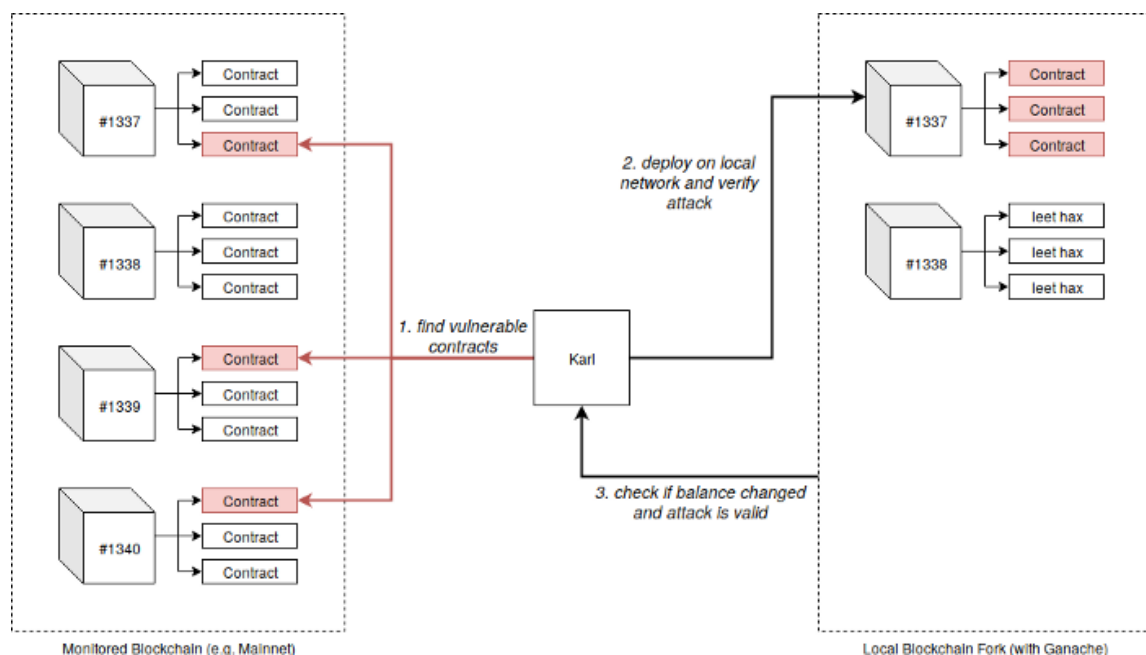 #1337
Contract
Contract
Contract
#1338
Contract
Contract
Contract
#1339
Contract
Contract
Contract
#1340
Contract
Contract
Contract
Monitored Blockchain (e.g. Mainnet)
1. find vulnerable
contracts
Karl
2. deploy on local
network and verify
attack
3. check if balance changed
and attack is valid
#1337
Contract
Contract
Contract
#1338
leet hax
leet hax
leet hax
Local Blockchain Fork (with Ganache)